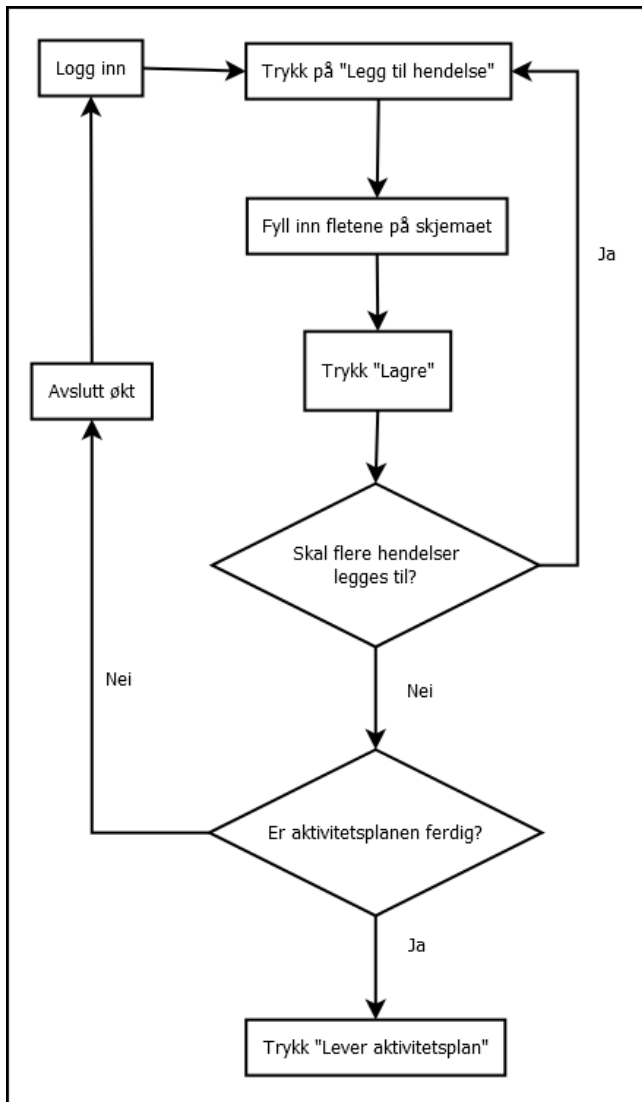 Logg inn
Trykk på "Legg til hendelse"
Fyll inn fletene på skjemaet
Ja
Trykk "Lagre"
Avslutt økt
Skal flere hendelser
legges til?
Nei
Nei
Er aktivitetsplanen ferdig?
Ja
Trykk "Lever aktivitetsplan"